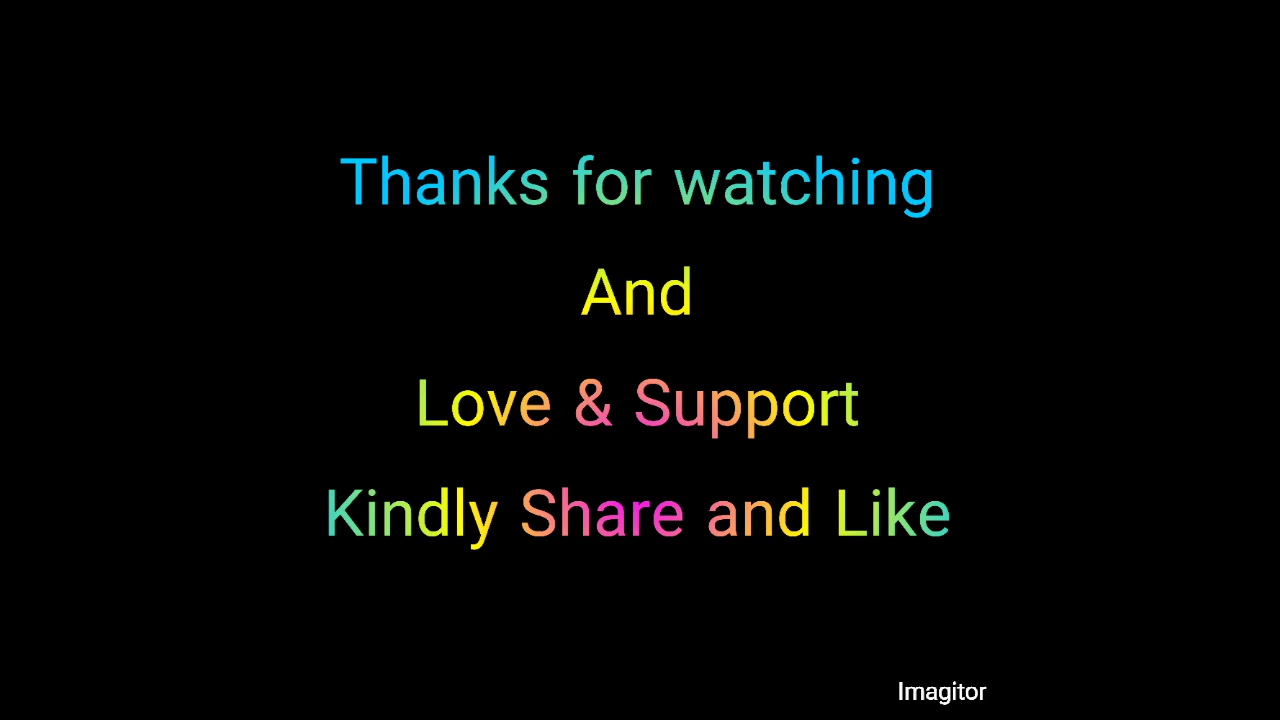 Thanks for watching
And
Love & Support
Kindly Share and Like
Imagitor